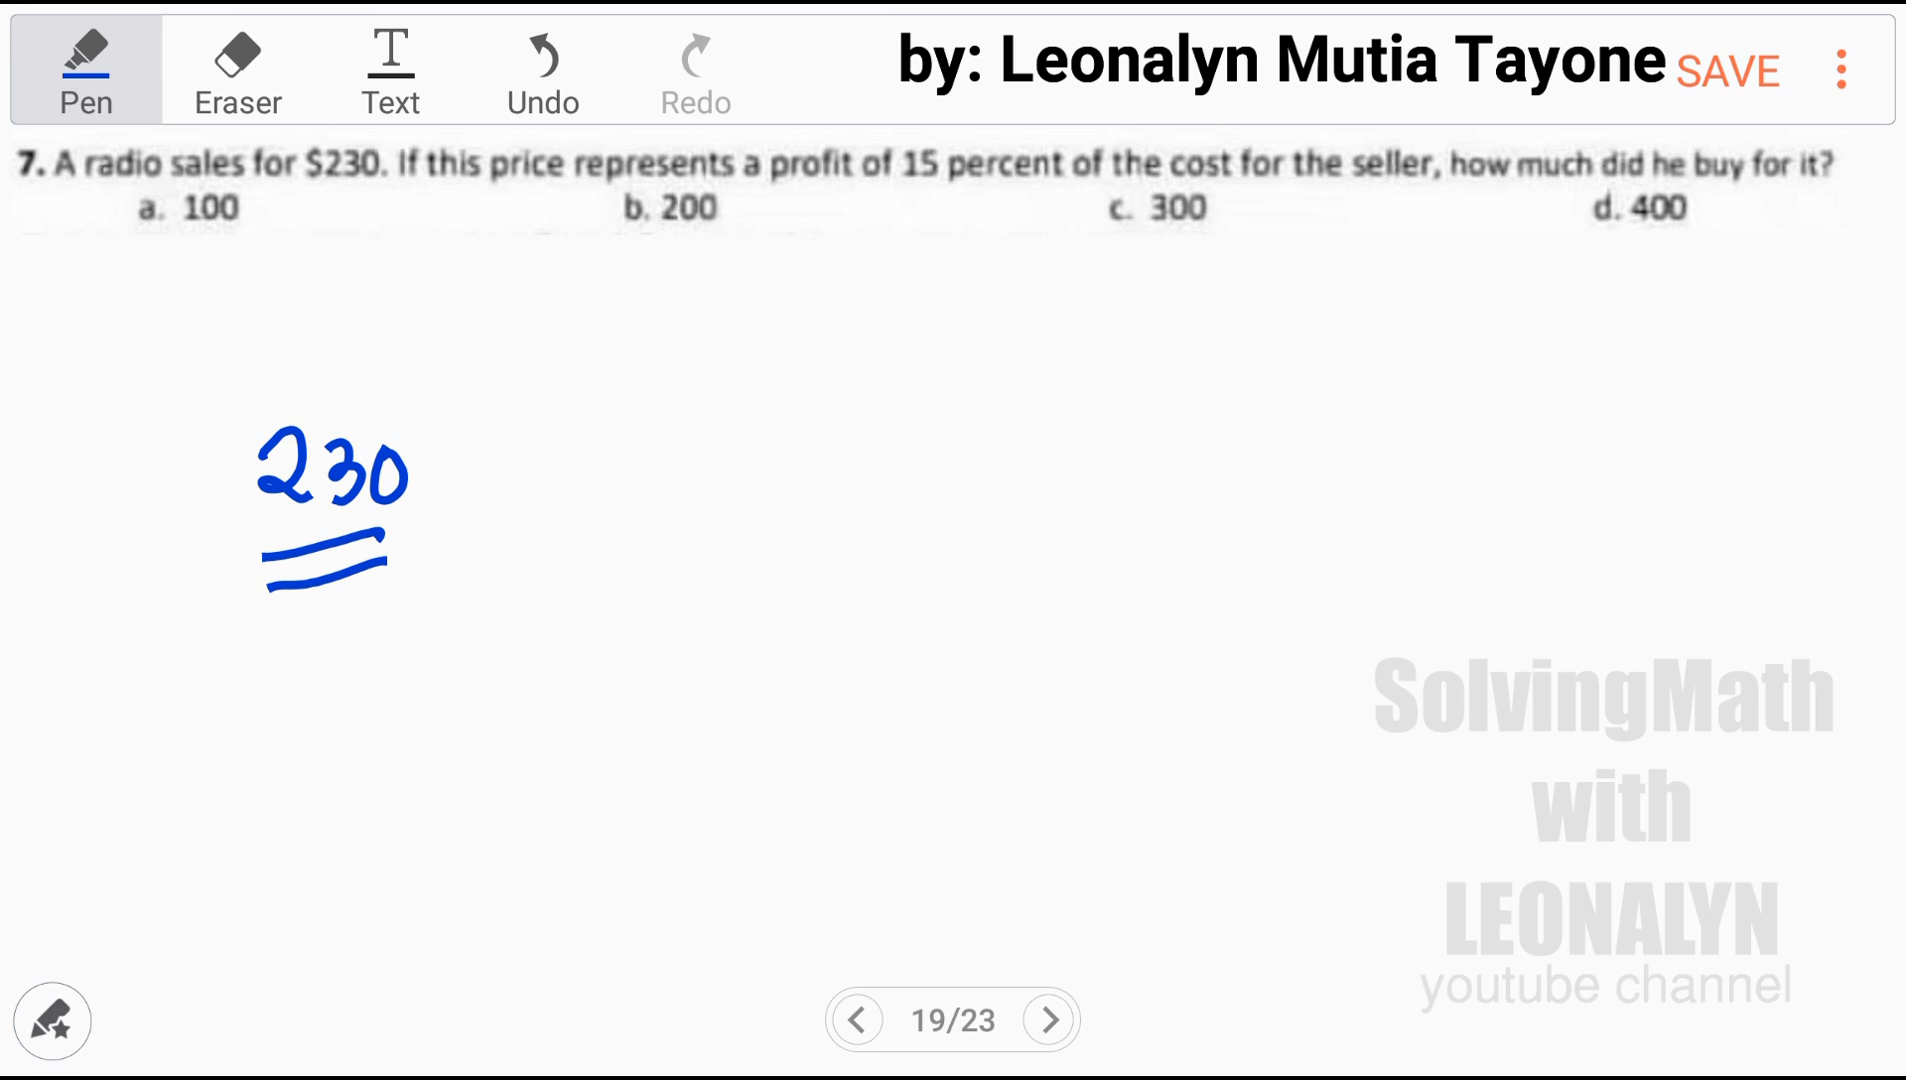 by: Leonalyn Mutia Tayone
SAVE
Pen
Eraser
Text
Undo
Redo
7. A radio sales for $230. If this price represents a profit of 15 percent of the cost for the seller, how much did he buy for it?
a. 100 b. 200 c. 300 d. 400
230
SolvingMath
with
LEONALYN
youtube channel
19/23